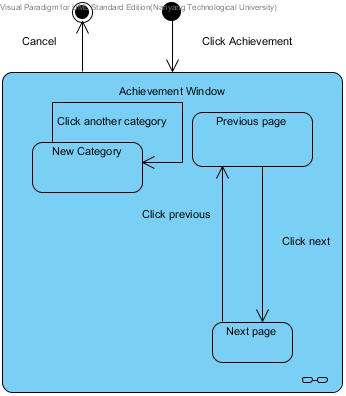 Visual Paradigm for UML Standard Edition(Nanyang Technological University)
Cancel
Click Achievement
Achievement Window
Click another category
Previous page
New Category
Click previous
Click next
Next page